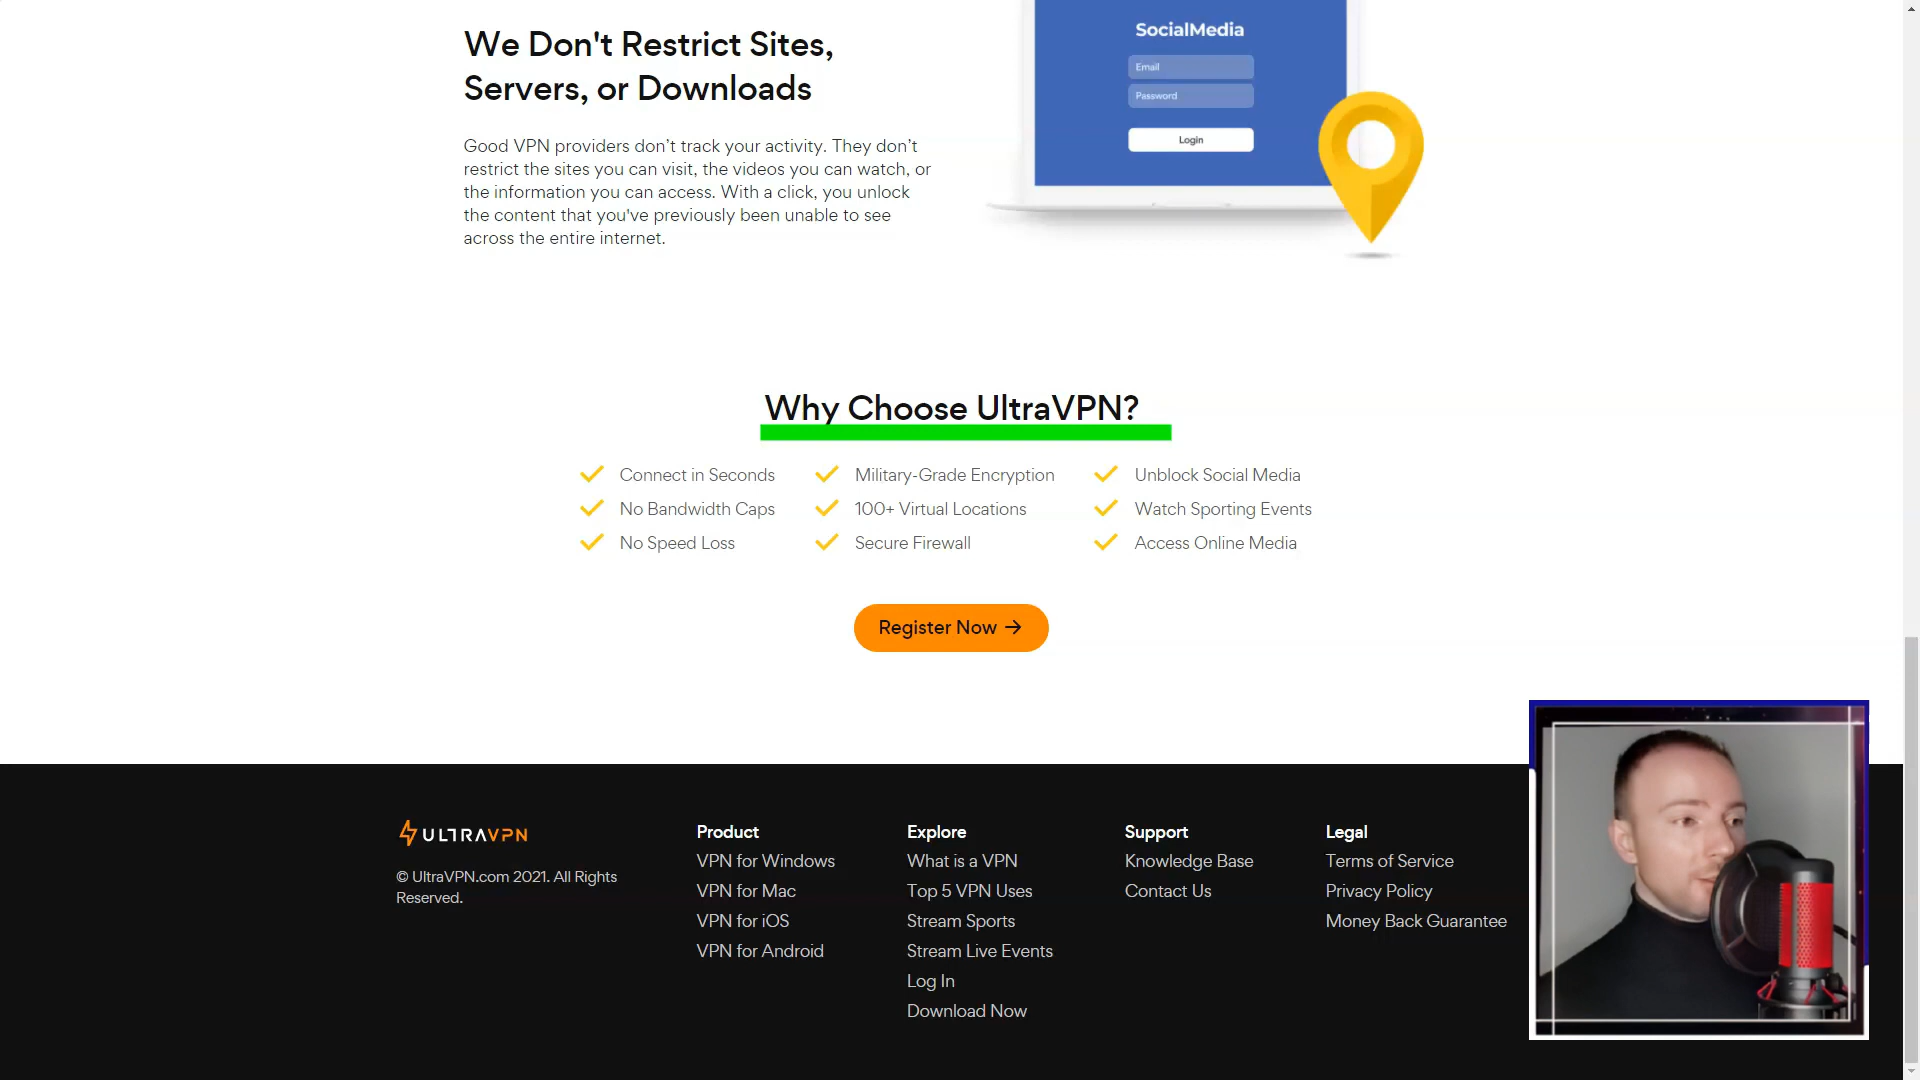 We Don't Restrict Sites,
Servers, or Downloads
Good VPN providers don’t track your activity. They don’t
restrict the sites you can visit, the videos you can watch, or
the information you can access. With a click, you unlock
the content that you've previously been unable to see
across the entire internet.
SocialMedia
Email
Password
Login
Why Choose UltraVPN?
Connect in Seconds
No Bandwidth Caps
No Speed Loss
Military-Grade Encryption
100+ Virtual Locations
Secure Firewall
Unblock Social Media
Watch Sporting Events
Access Online Media
Register Now →
ULTRAVPN
© UltraVPN.com 2021. All Rights
Reserved.
Product
VPN for Windows
VPN for Mac
VPN for iOS
VPN for Android
Explore
What is a VPN
Top 5 VPN Uses
Stream Sports
Stream Live Events
Log In
Download Now
Support
Knowledge Base
Contact Us
Legal
Terms of Service
Privacy Policy
Money Back Guarantee